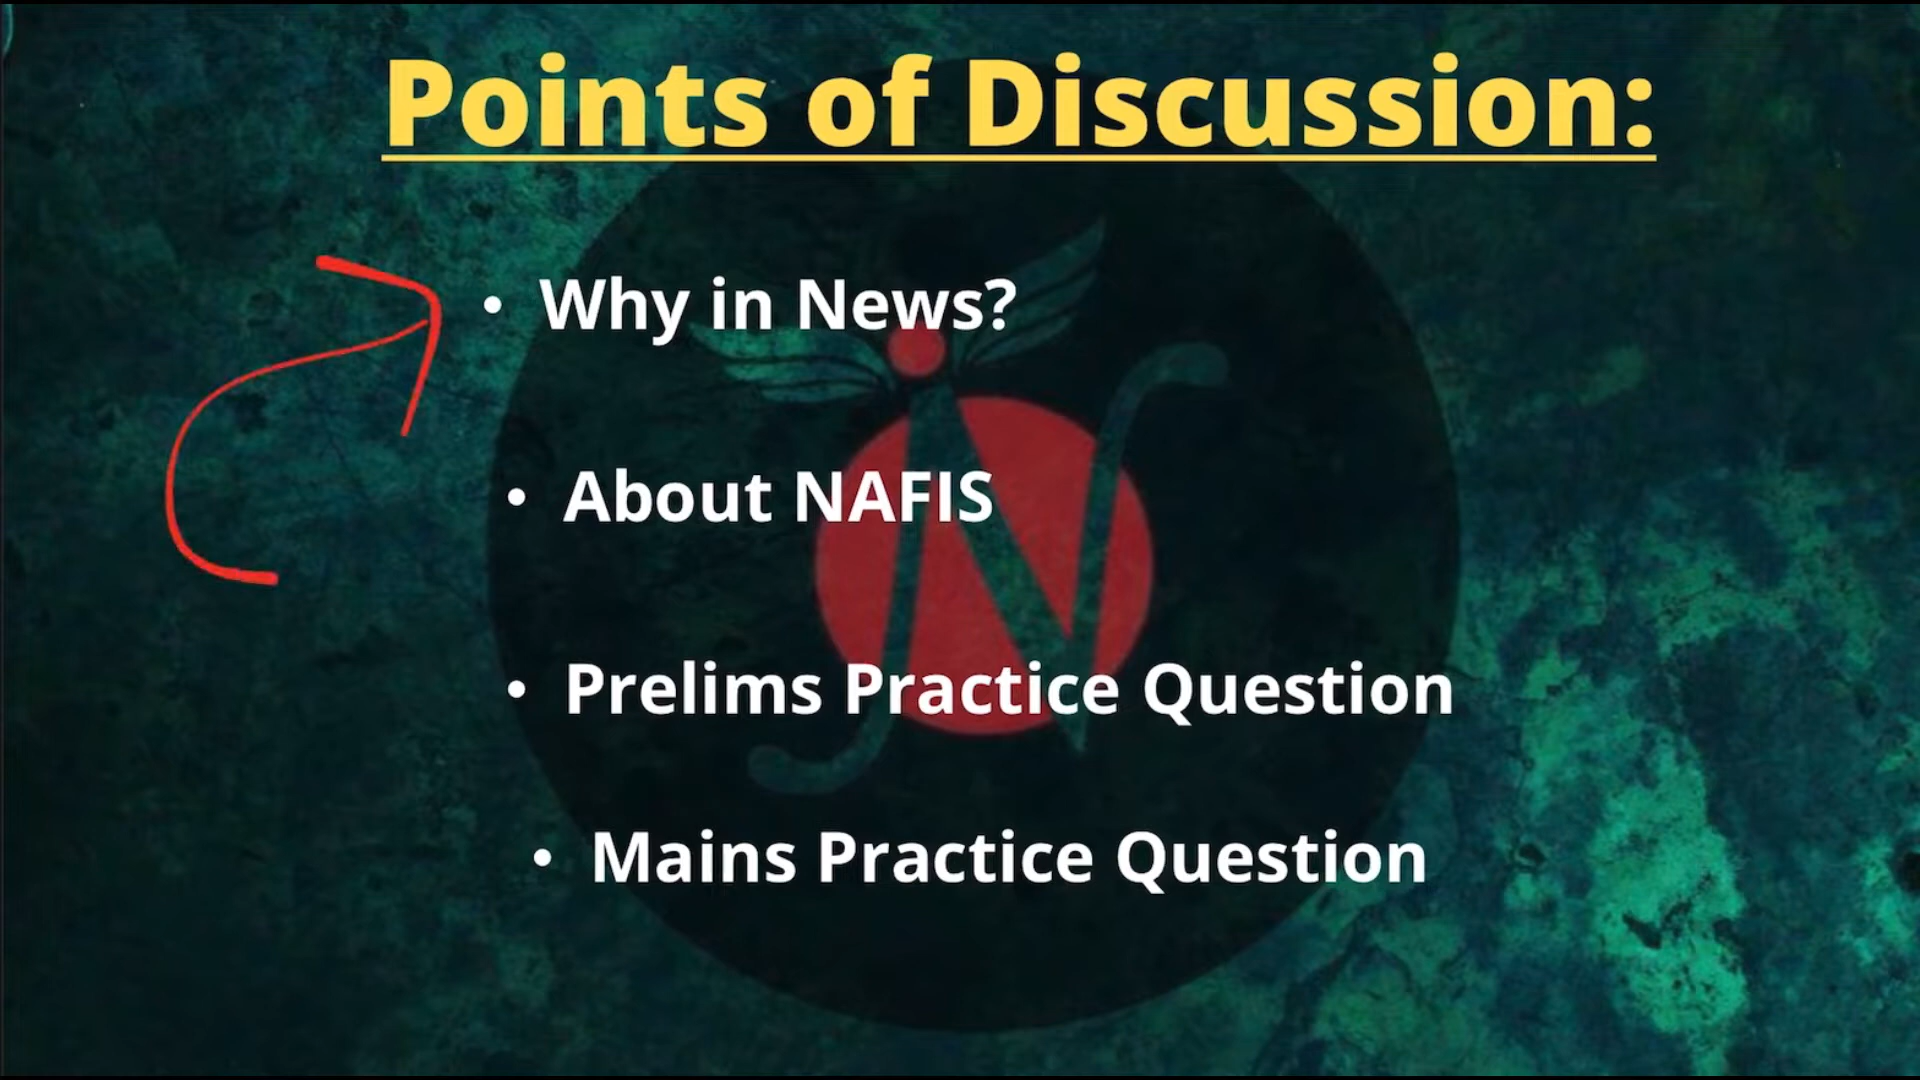 Points of Discussion:
• Why in News?
• About NAFIS
• Prelims Practice Question
• Mains Practice Question